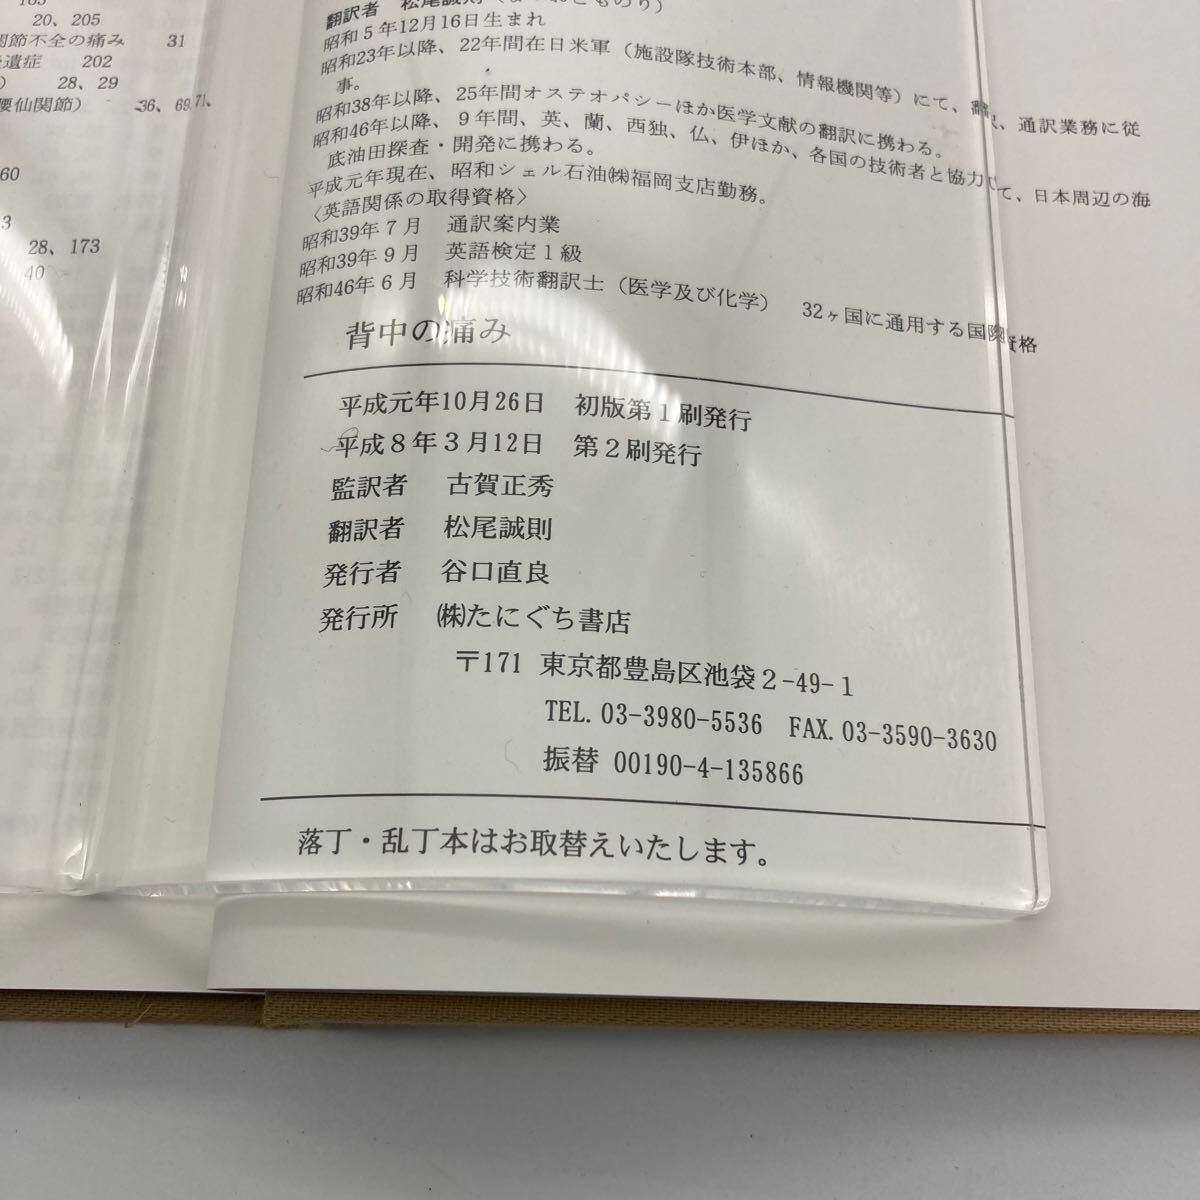 165
20、205
関節不全の痛み 31
遺症 202
28、29
腰仙関節) 36、69、71、
60
3
28、173
40
翻訳者 松尾誠則
昭和5年12月16日生まれ
昭和23年以降、22年間在日米軍(施設隊技術本部、情報機関等)にて、翻訳、通訳業務に従
事。
昭和38年以降、25年間オステオパシーほか医学文献の翻訳に携わる。
昭和46年以降、9年間、英、蘭、西独、仏、伊ほか、各国の技術者と協力して、日本周辺の海
底油田探査・開発に携わる。
平成元年現在、昭和シェル石油㈱福岡支店勤務。
〈英語関係の取得資格〉
昭和39年7月 通訳案内業
昭和39年9月 英語検定1級
昭和46年6月 科学技術翻訳士(医学及び化学) 32ヶ国に通用する国際資格
背中の痛み
平成元年10月26日 初版第1刷発行
平成8年3月12日 第2刷発行
監訳者 古賀正秀
翻訳者 松尾誠則
発行者 谷口直良
発行所 ㈱たにぐち書店
〒171 東京都豊島区池袋2-49-1
TEL. 03-3980-5536 FAX. 03-3590-3630
振替 00190-4-135866
落丁・乱丁本はお取替えいたします。